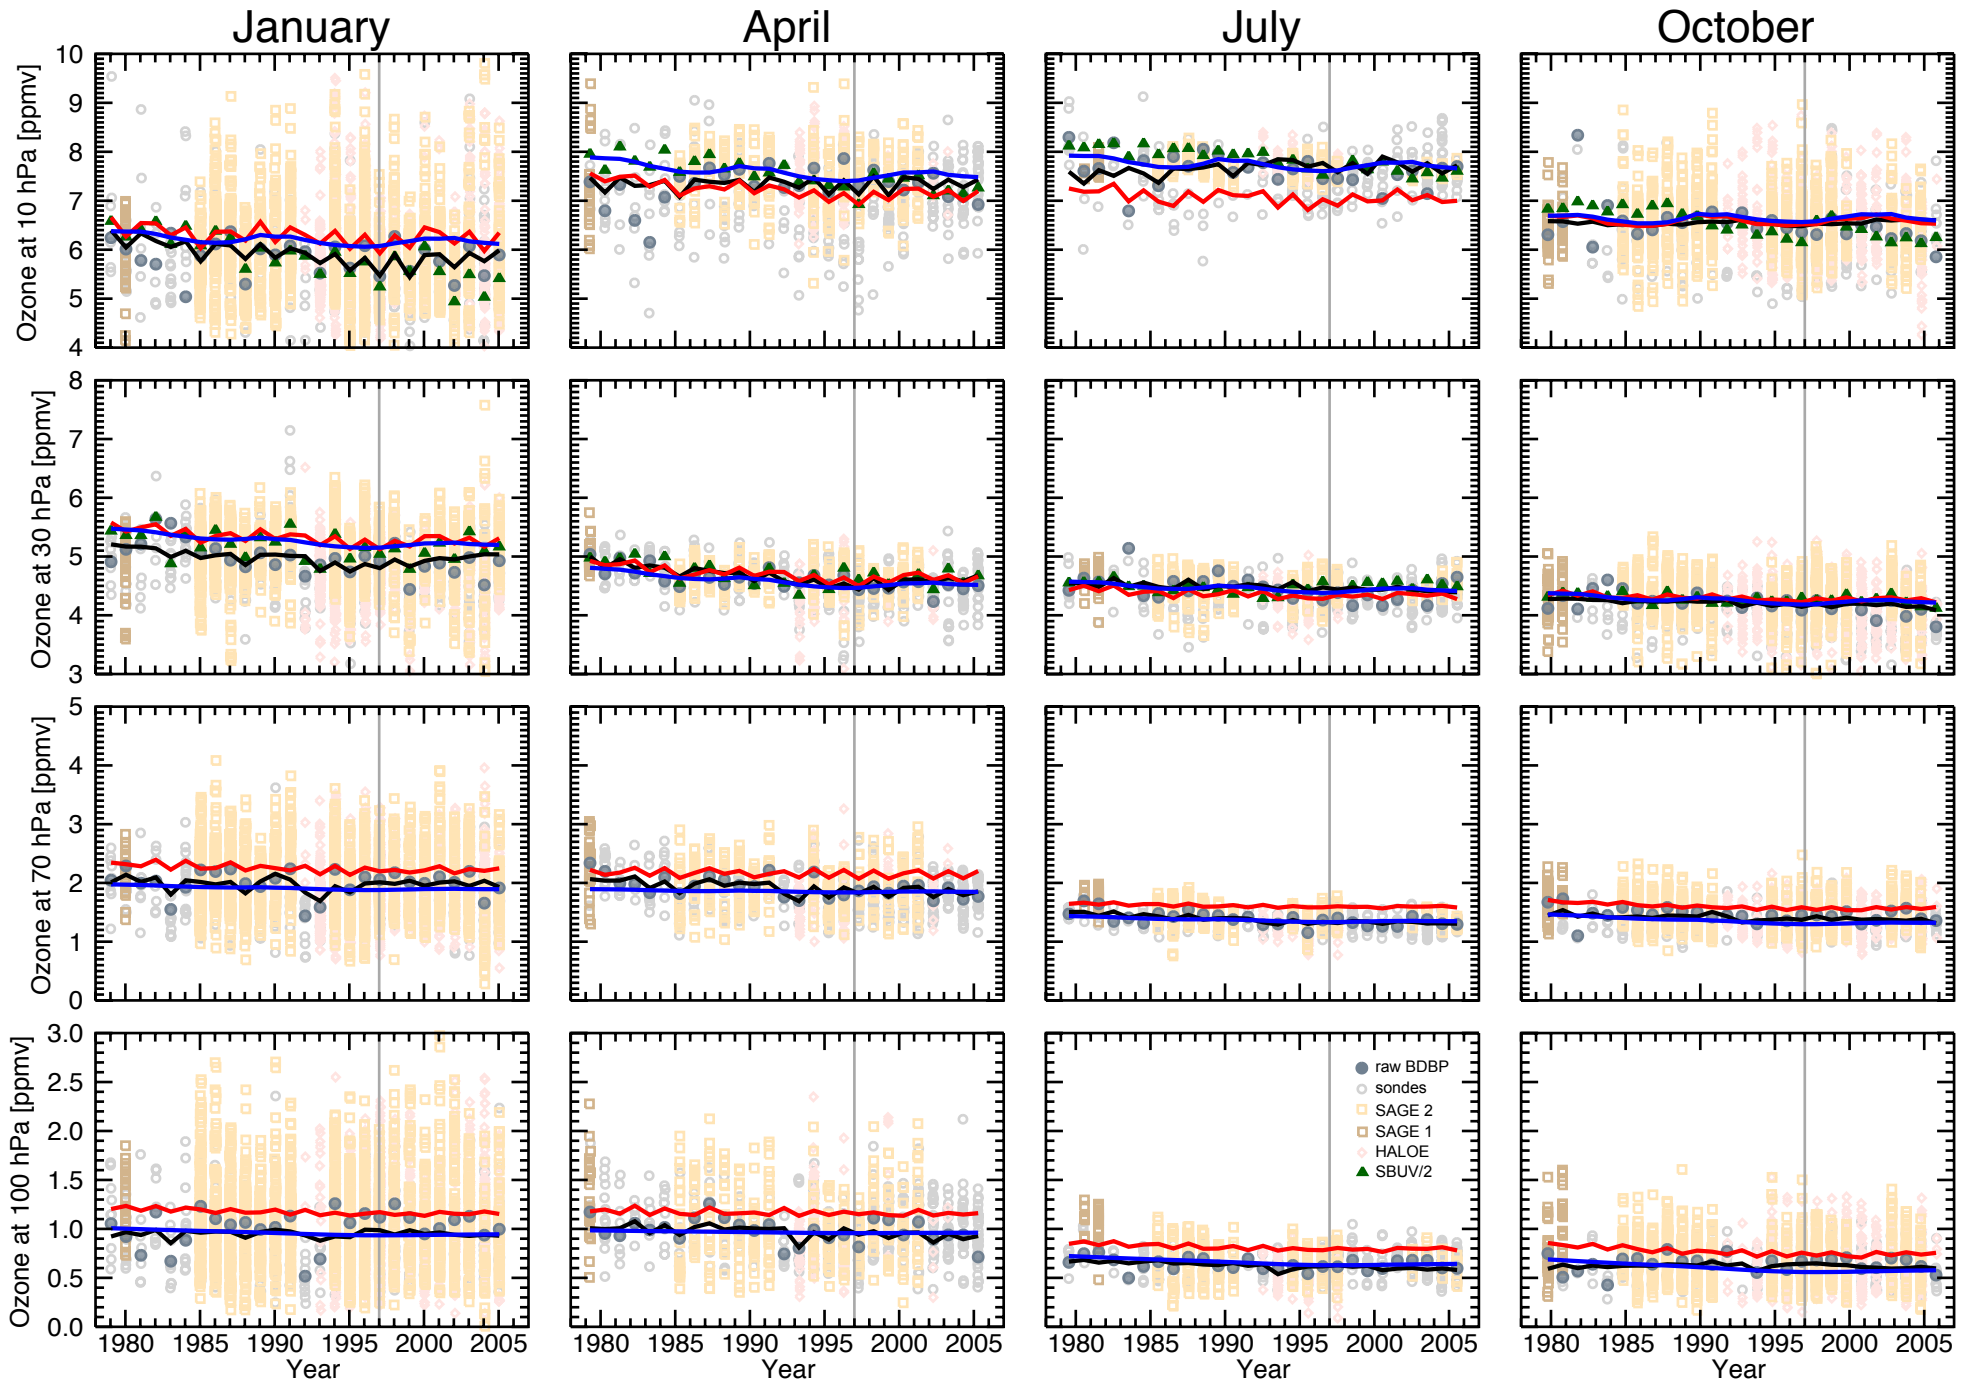 January April July October
Ozone at 10 hPa [ppmv]
10
9
8
7
6
5
4
Ozone at 30 hPa [ppmv]
8
7
6
5
4
3
Ozone at 70 hPa [ppmv]
5
4
3
2
1
0
Ozone at 100 hPa [ppmv]
3.0
2.5
2.0
1.5
1.0
0.5
0.0
raw BDBP
sondes
SAGE 2
SAGE 1
HALOE
SBUV/2
1980 1985 1990 1995 2000 2005 1980 1985 1990 1995 2000 2005 1980 1985 1990 1995 2000 2005 1980 1985 1990 1995 2000 2005
Year Year Year Year